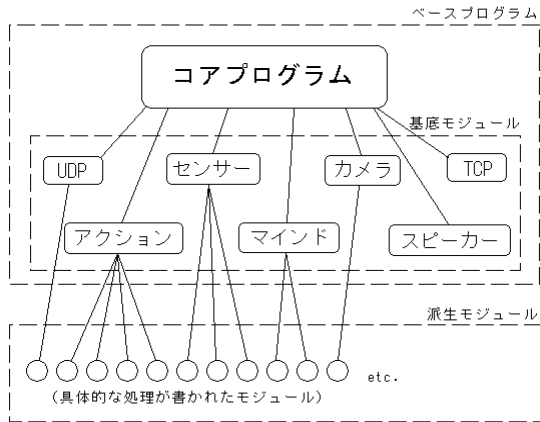 ベースプログラム
コアプログラム
基底モジュール
UDP
センサー
カメラ
TCP
アクション
マインド
スピーカー
派生モジュール
etc.
(具体的な処理が書かれたモジュール)